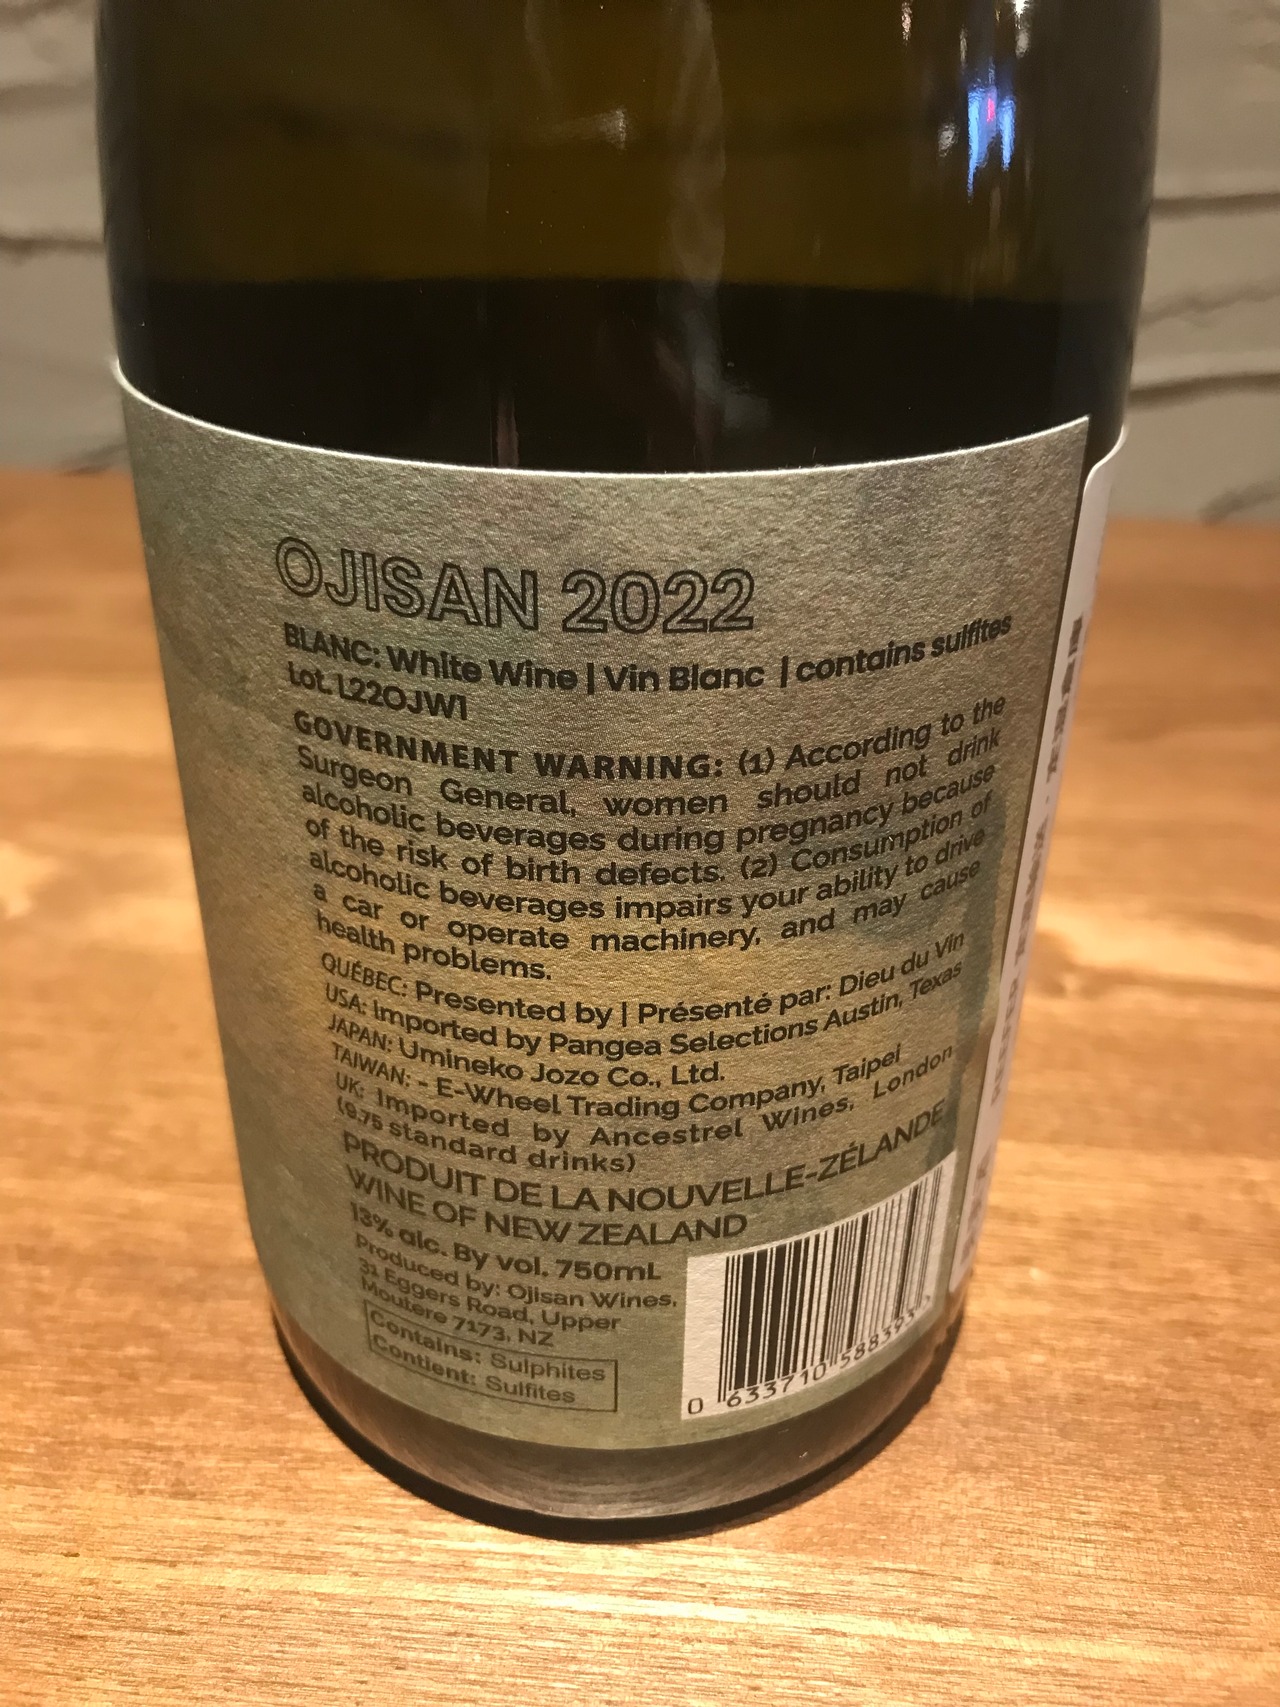 OJISAN 2022
BLANC: White Wine | Vin Blanc | contains sulfites
Lot. L22OJW1
GOVERNMENT WARNING: (1) According to the
Surgeon General, women should not drink
alcoholic beverages during pregnancy because
of the risk of birth defects. (2) Consumption of
alcoholic beverages impairs your ability to drive
a car or operate machinery, and may cause
health problems.
QUÉBEC: Presented by | Présenté par: Dieu du Vin
USA: Imported by Pangea Selections Austin, Texas
JAPAN: Umineko Jozo Co., Ltd.
TAIWAN: - E-Wheel Trading Company, Taipei
UK: Imported by Ancestrel Wines, London
(9.75 standard drinks)
PRODUIT DE LA NOUVELLE-ZÉLANDE
WINE OF NEW ZEALAND
13% alc. By vol. 750mL
Produced by: Ojisan Wines,
31 Eggers Road, Upper
Moutere 7173, NZ
Contains: Sulphites
Contient: Sulfites
0 633710 588393